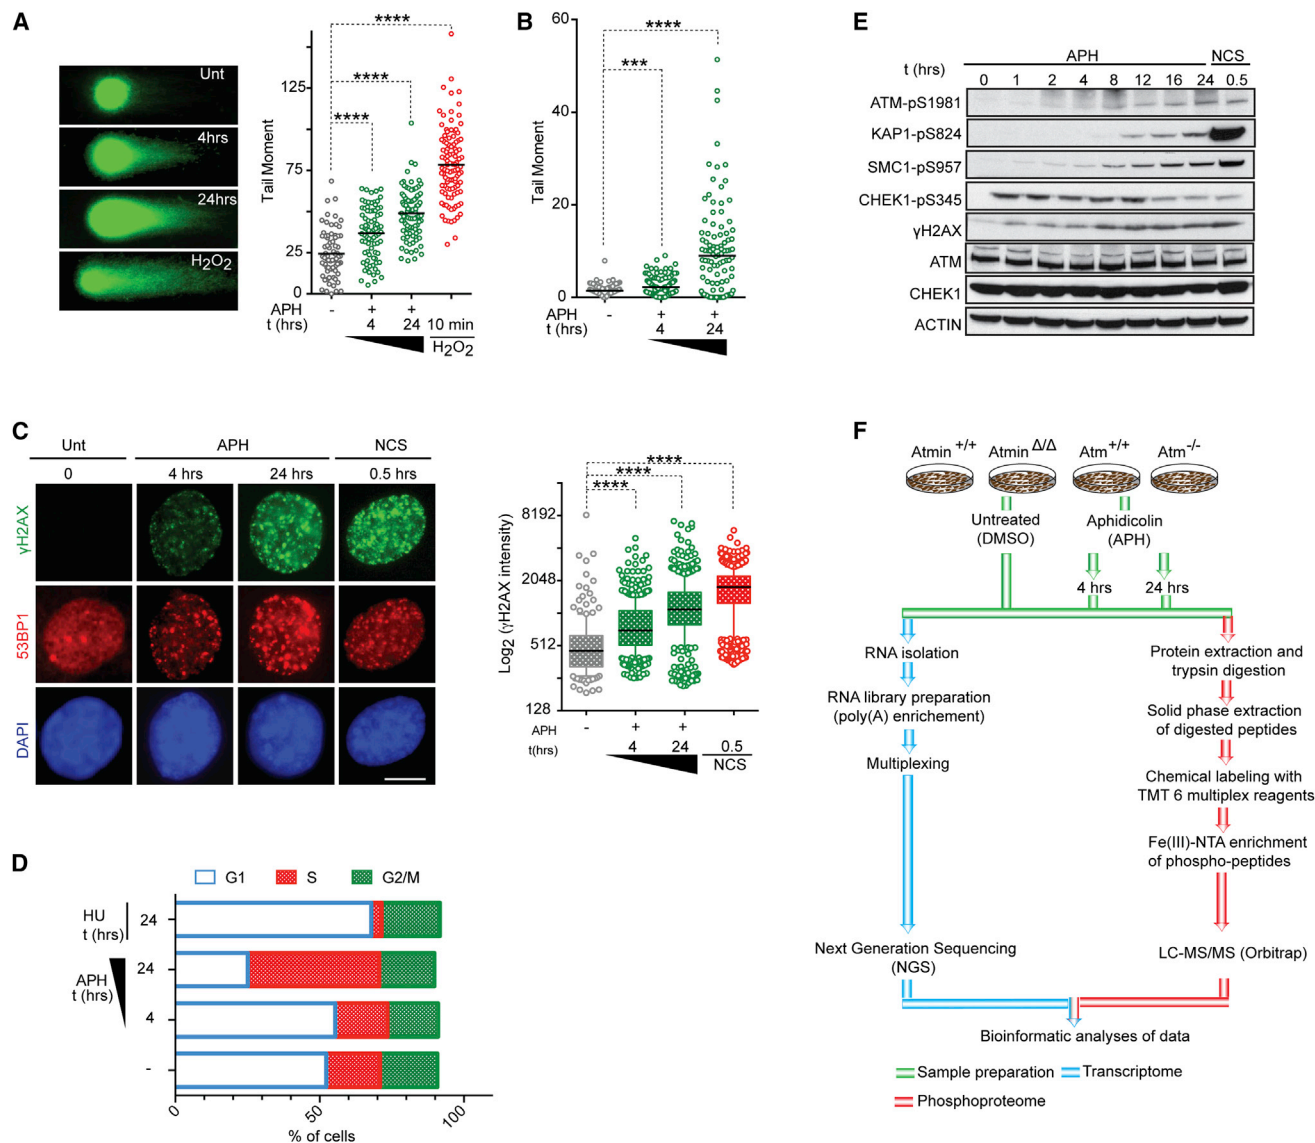 A
Unt
4hrs
24hrs
H2O2
****
****
****
Tail Moment
125
75
25
0
APH - + +
t (hrs) 4 24 10 min
H2O2
B
****
***
Tail Moment
60
40
20
0
APH - + +
t (hrs) 4 24
E
APH NCS
t (hrs) 0 1 2 4 8 12 16 24 0.5
ATM-pS1981
KAP1-pS824
SMC1-pS957
CHEK1-pS345
γH2AX
ATM
CHEK1
ACTIN
C
Unt APH NCS
0 4 hrs 24 hrs 0.5 hrs
γH2AX
53BP1
DAPI
****
****
****
Log2 (γH2AX intensity)
8192
2048
512
128
APH - + +
t(hrs) 4 24 0.5
NCS
D
G1 S G2/M
HU
t (hrs)
24
APH
t (hrs)
24
4
-
0 50 100
% of cells
F
Atmin +/+ Atmin Δ/Δ Atm+/+ Atm-/-
Untreated
(DMSO)
Aphidicolin
(APH)
4 hrs 24 hrs
RNA isolation
RNA library preparation
(poly(A) enrichement)
Multiplexing
Next Generation Sequencing
(NGS)
Protein extraction and
trypsin digestion
Solid phase extraction
of digested peptides
Chemical labeling with
TMT 6 multiplex reagents
Fe(III)-NTA enrichment
of phospho-peptides
LC-MS/MS (Orbitrap)
Bioinformatic analyses of data
Sample preparation Transcriptome
Phosphoproteome